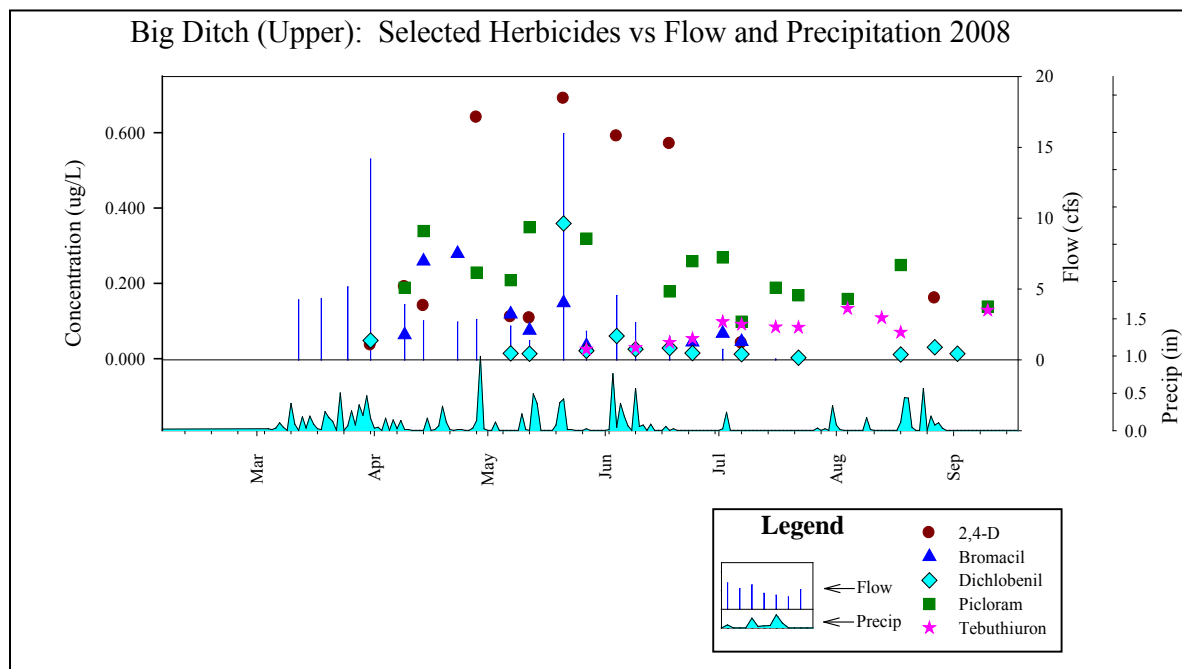 Big Ditch (Upper): Selected Herbicides vs Flow and Precipitation 2008
Concentration (ug/L)
0.600
0.400
0.200
0.000
20
15
10
5
0
Flow (cfs)
1.5
1.0
0.5
0.0
Precip (in)
Mar
Apr
May
Jun
Jul
Aug
Sep
Legend
Flow
Precip
2,4-D
Bromacil
Dichlobenil
Picloram
Tebuthiuron